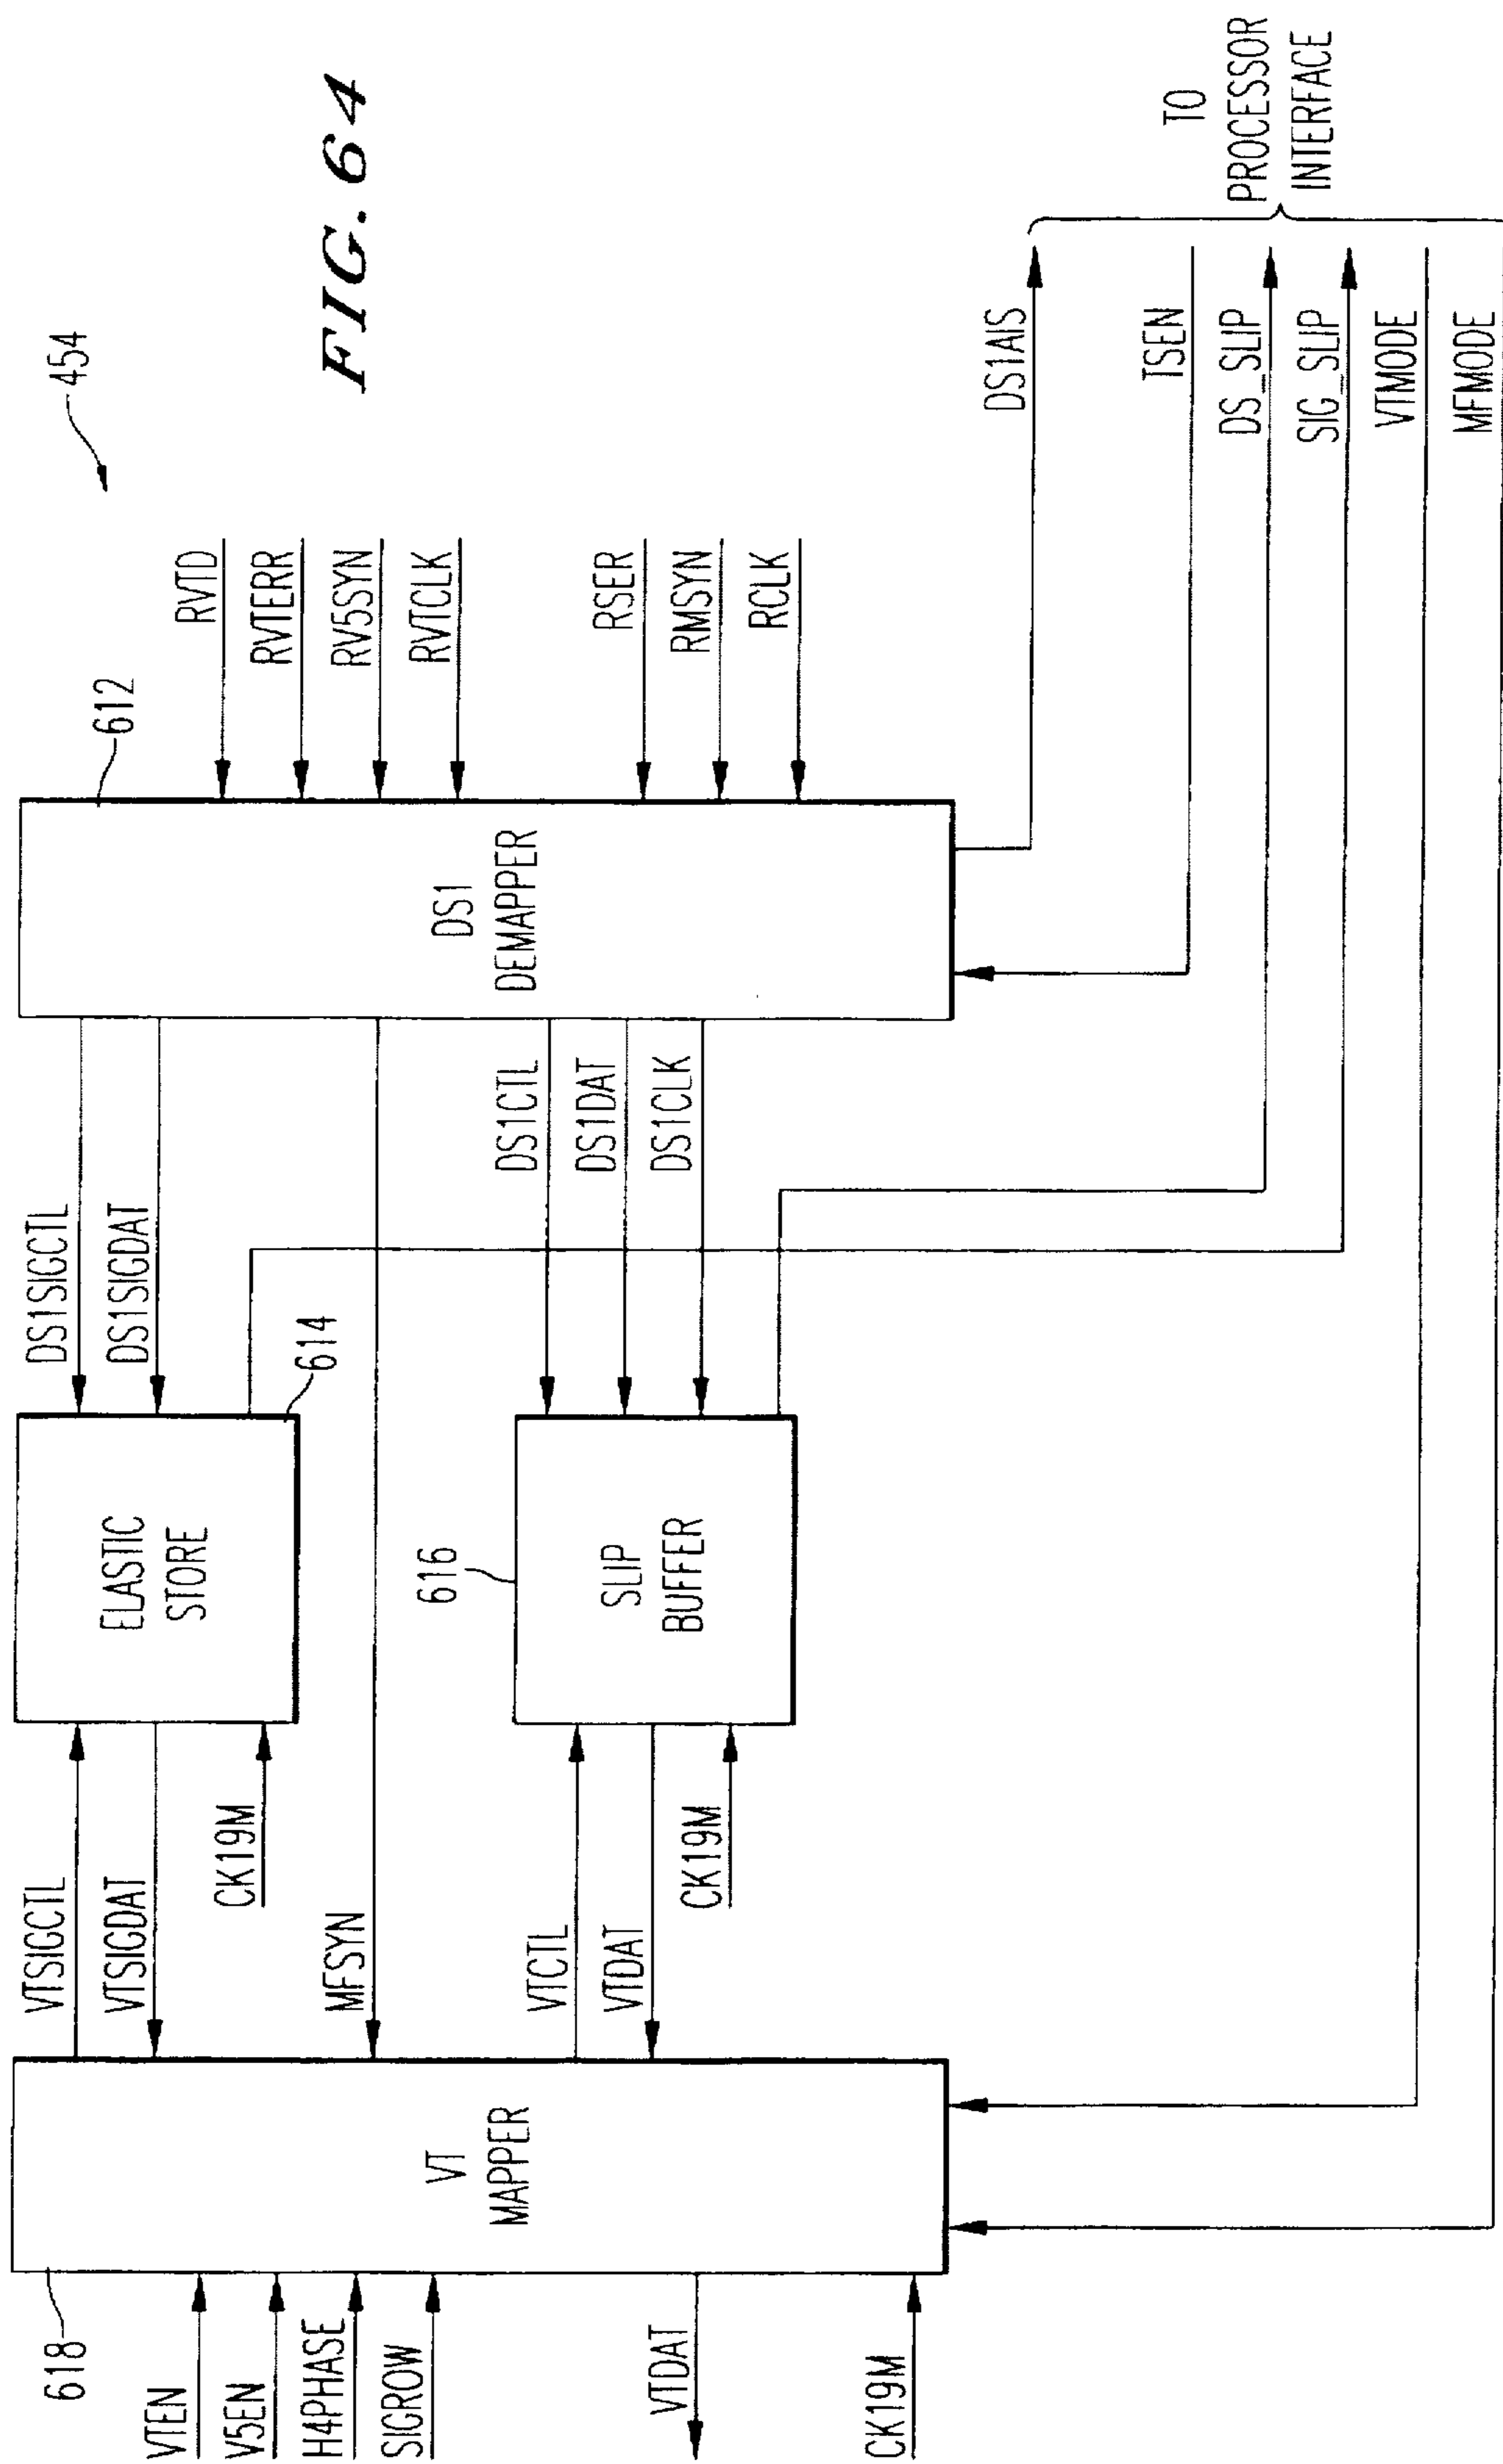 FIG. 64
454
618
VT
MAPPER
VTEN
V5EN
H4PHASE
SIGROW
VTDAT
CK19M
VTSIGCTL
VTSIGDAT
CK19M
MFSYN
VTCTL
VTDAT
CK19M
ELASTIC
STORE
614
616
SLIP
BUFFER
DS1SIGCTL
DS1SIGDAT
DS1CTL
DS1DAT
DS1CLK
612
DS1
DEMAPPER
RVTD
RVTERR
RV5SYN
RVTCLK
RSER
RMSYN
RCLK
DS1AIS
TSEN
DS_SLIP
SIG_SLIP
VTMODE
MFMODE
TO
PROCESSOR
INTERFACE